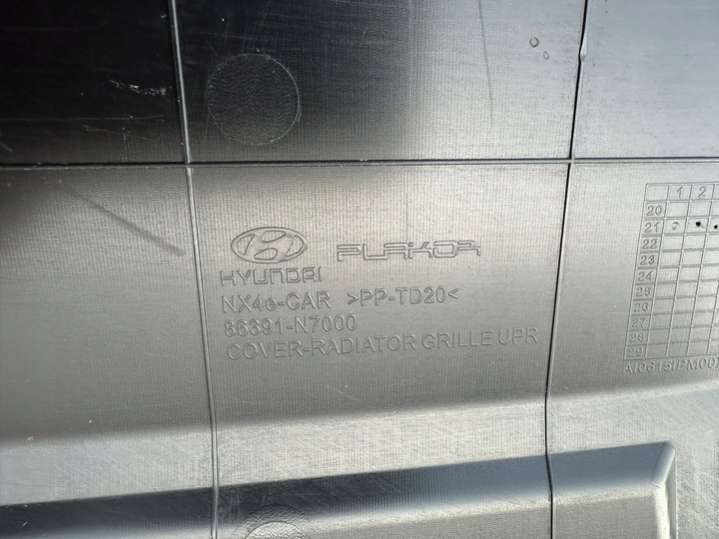 HYUNDAI PLAKOR
NX4e-CAR >PP-TD20<
86391-N7000
COVER-RADIATOR GRILLE UPR
1 2
20
21
22
23
24
25
26
27
28
29